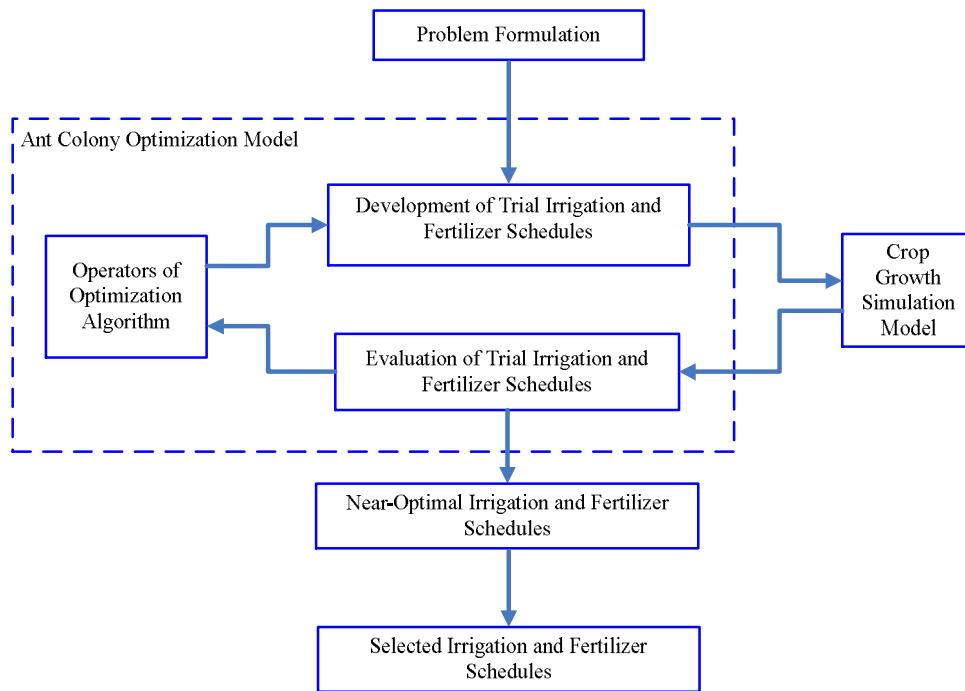 Problem Formulation
Ant Colony Optimization Model
Development of Trial Irrigation and
Fertilizer Schedules
Operators of
Optimization
Algorithm
Crop
Growth
Simulation
Model
Evaluation of Trial Irrigation and
Fertilizer Schedules
Near-Optimal Irrigation and Fertilizer
Schedules
Selected Irrigation and Fertilizer
Schedules